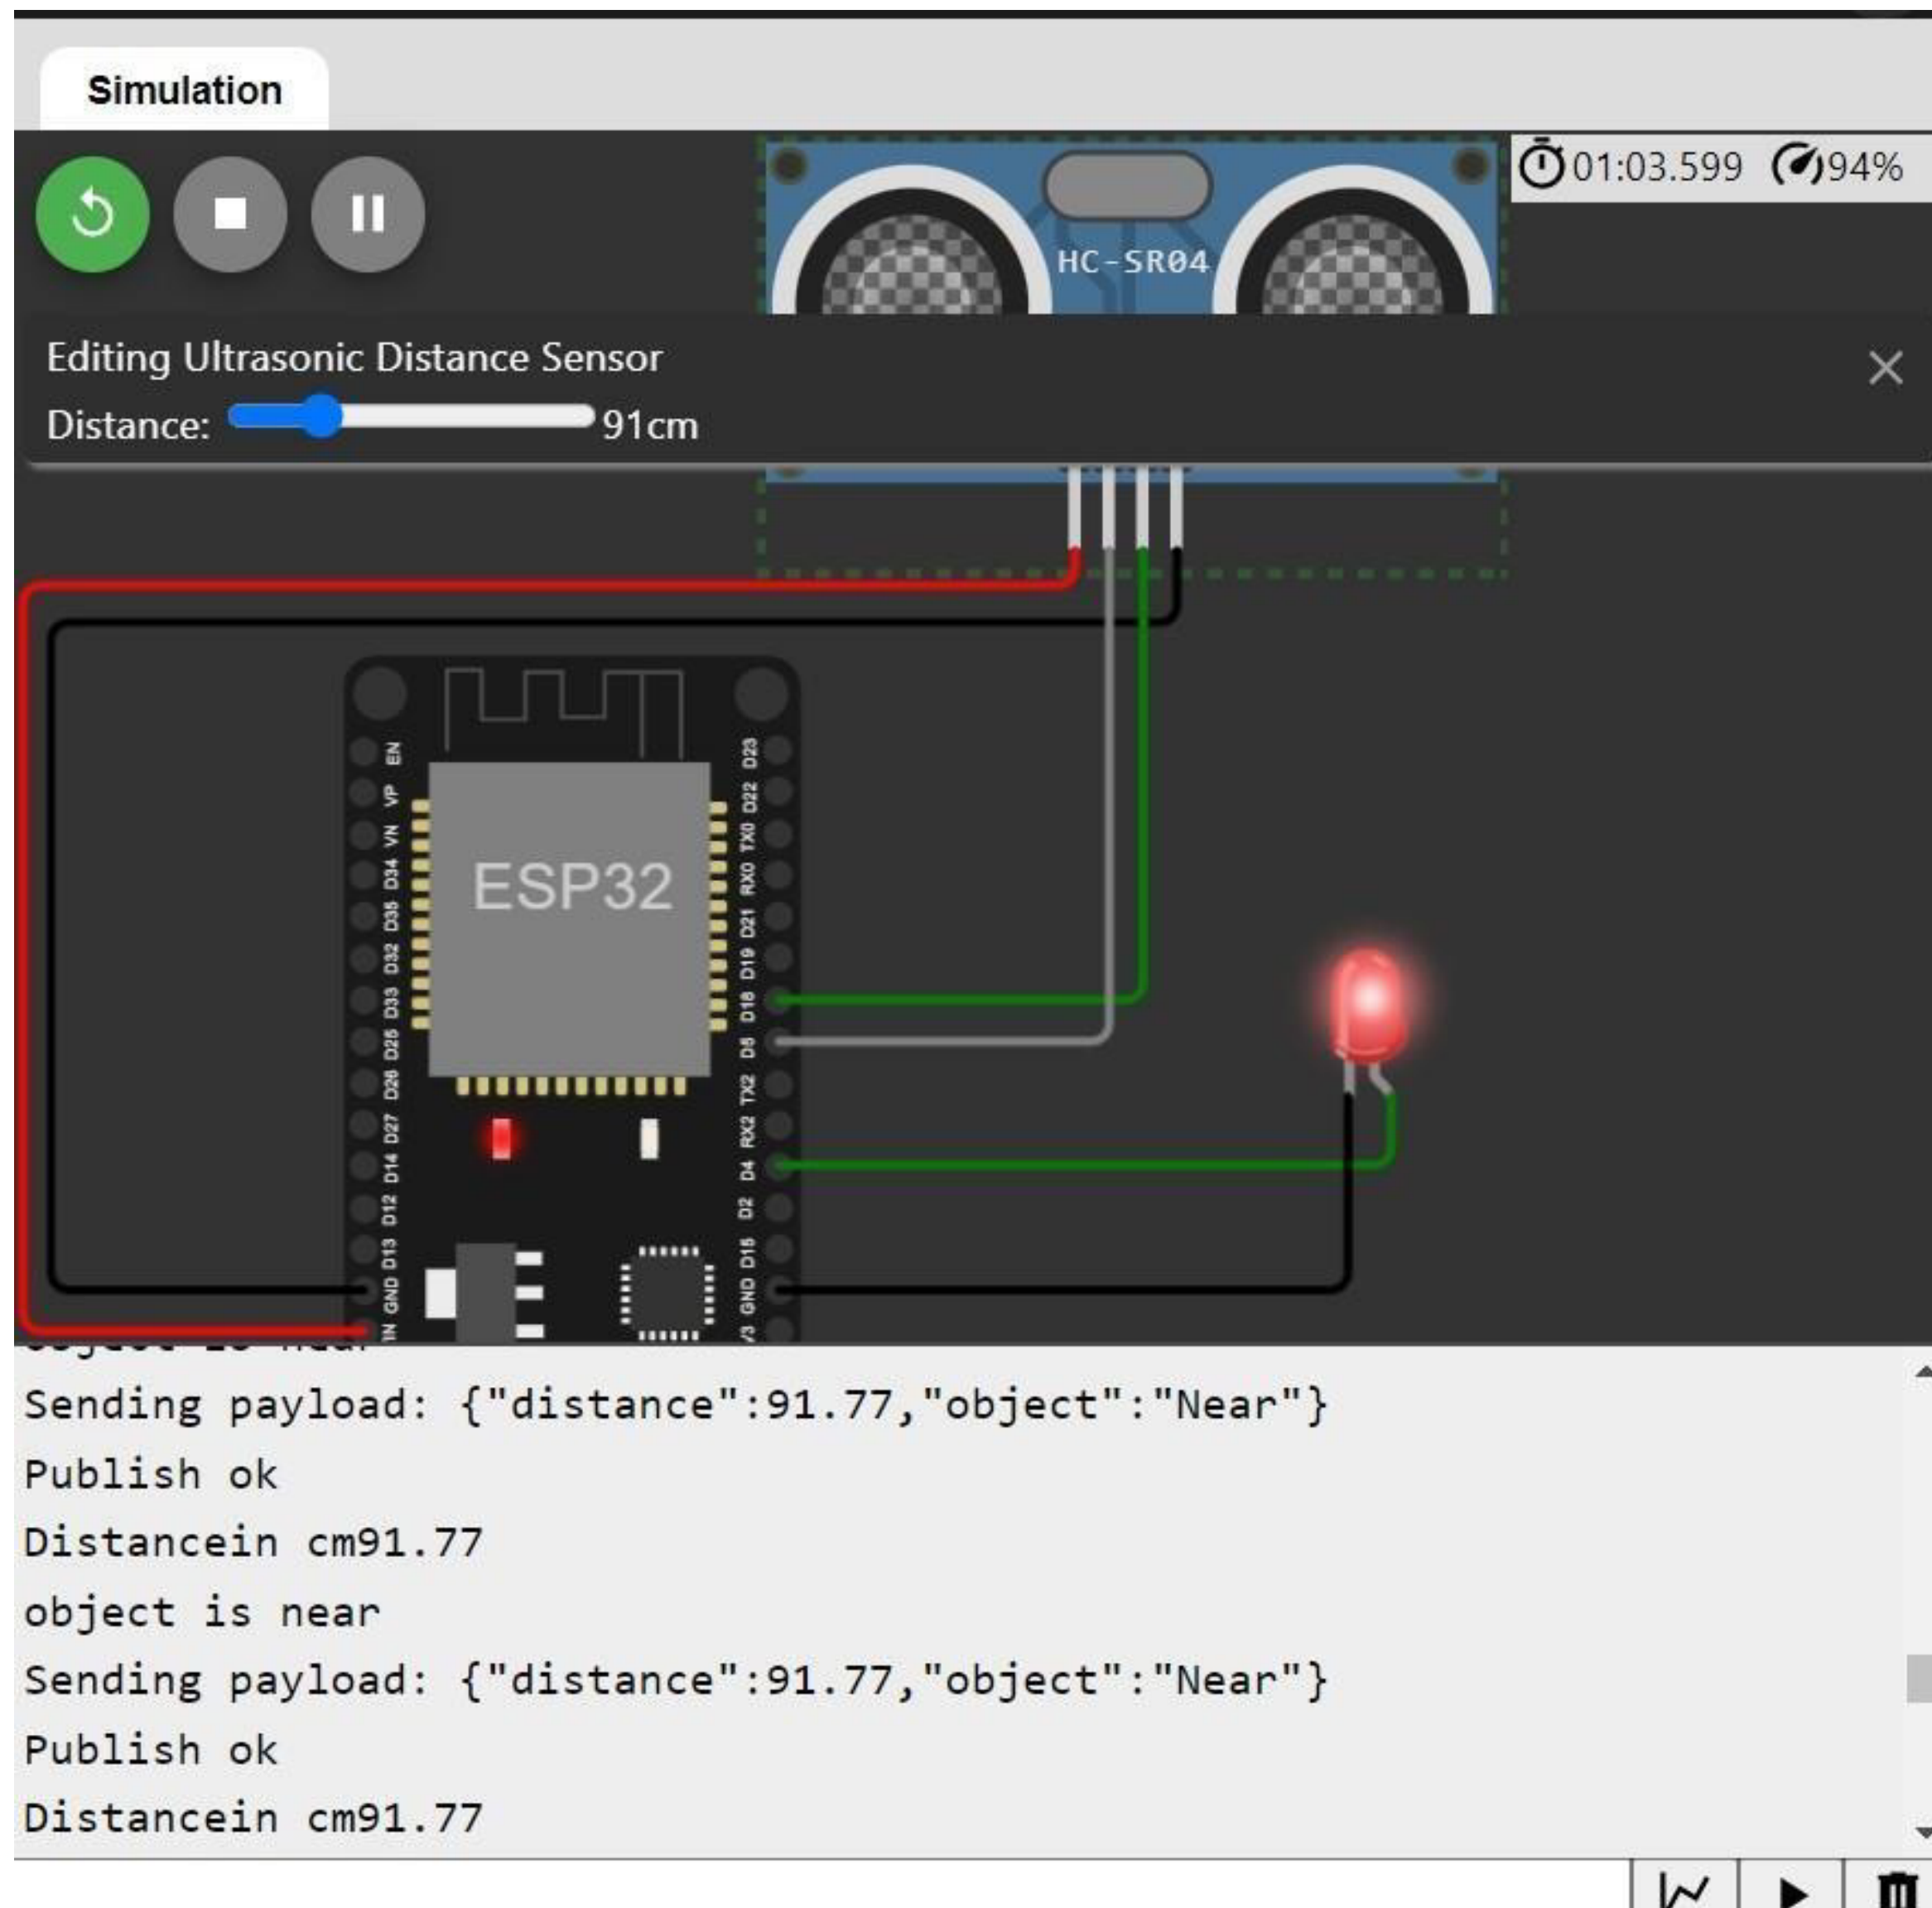 Simulation
01:03.599 94%
HC-SR04
Editing Ultrasonic Distance Sensor
Distance: 91cm
EN
VP
VN
D34
D35
D32
D33
D25
D26
D27
D14
D12
D13
GND
ESP32
D23
D22
TX0
RX0
D21
D19
D18
D5
TX2
RX2
D4
D2
D15
GND
object is near
Sending payload: {"distance":91.77,"object":"Near"}
Publish ok
Distancein cm91.77
object is near
Sending payload: {"distance":91.77,"object":"Near"}
Publish ok
Distancein cm91.77